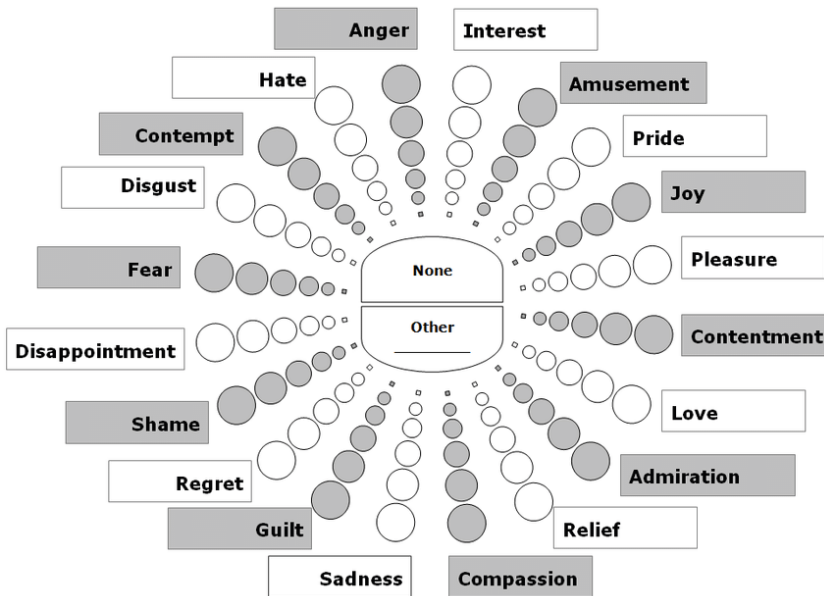 Anger
Interest
Hate
Amusement
Contempt
Pride
Disgust
Joy
Fear
Pleasure
None
Other
Disappointment
Contentment
Shame
Love
Regret
Admiration
Guilt
Relief
Sadness
Compassion